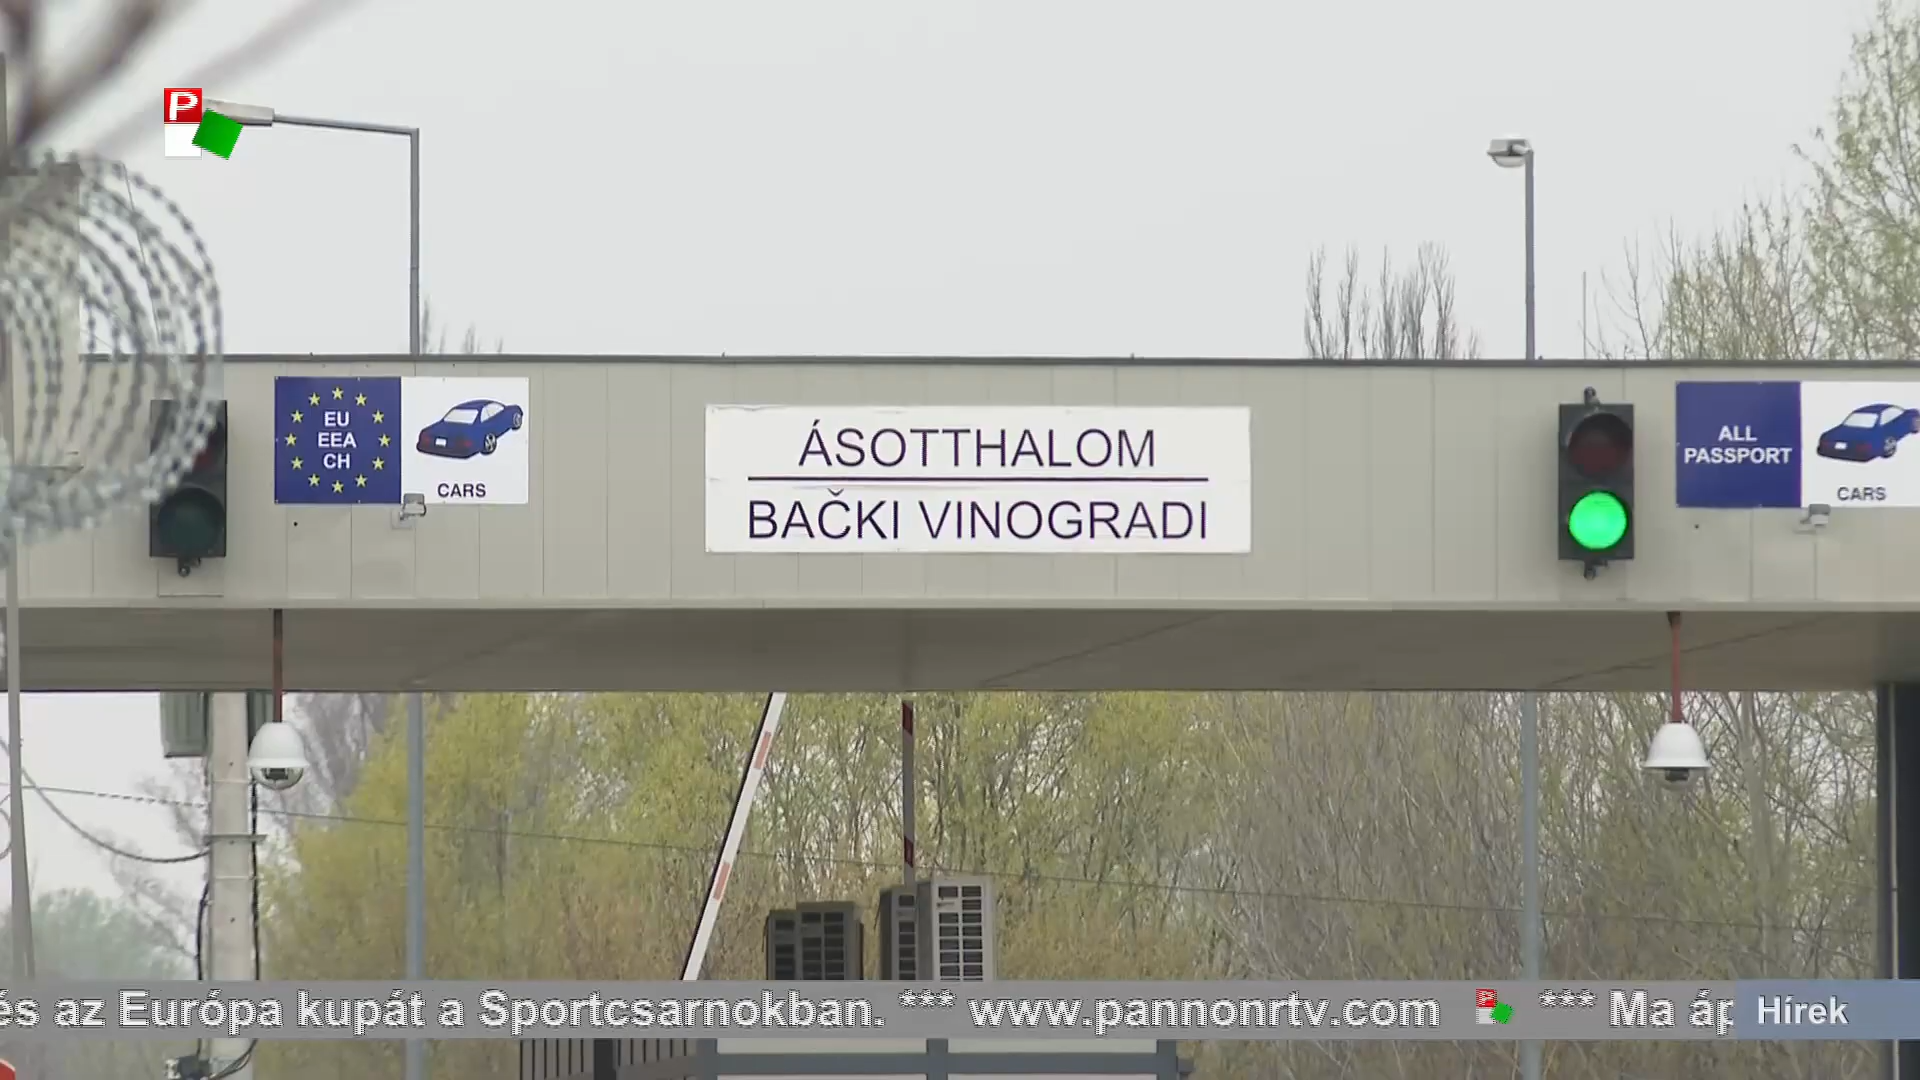 P
EU
EEA
CH
CARS
ÁSOTTHALOM
BAČKI VINOGRADI
ALL
PASSPORT
CARS
és az Európa kupát a Sportcsarnokban. *** www.pannonrtv.com *** Ma áp
Hírek